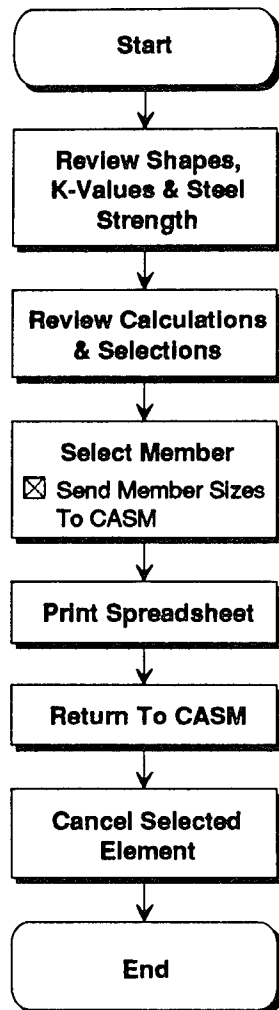 Start
Review Shapes,
K-Values & Steel
Strength
Review Calculations
& Selections
Select Member
Send Member Sizes
To CASM
Print Spreadsheet
Return To CASM
Cancel Selected
Element
End